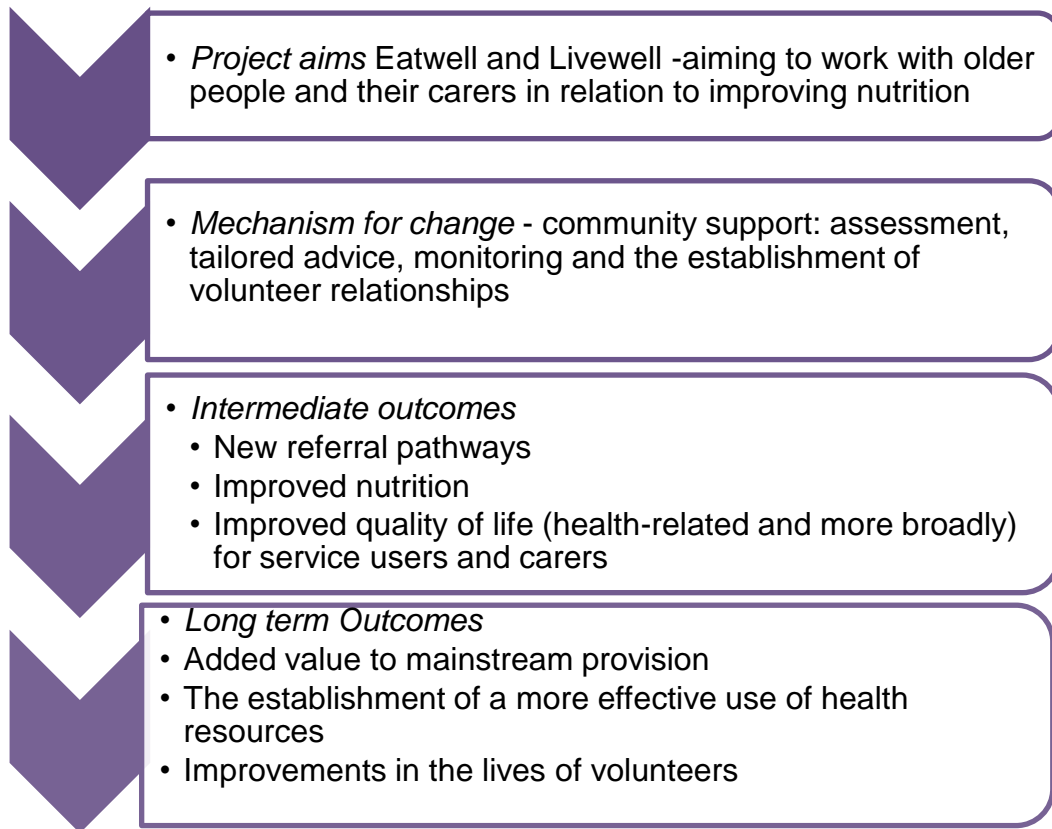 • Project aims Eatwell and Livewell -aiming to work with older
people and their carers in relation to improving nutrition
• Mechanism for change - community support: assessment,
tailored advice, monitoring and the establishment of
volunteer relationships
• Intermediate outcomes
• New referral pathways
• Improved nutrition
• Improved quality of life (health-related and more broadly)
for service users and carers
• Long term Outcomes
• Added value to mainstream provision
• The establishment of a more effective use of health
resources
• Improvements in the lives of volunteers